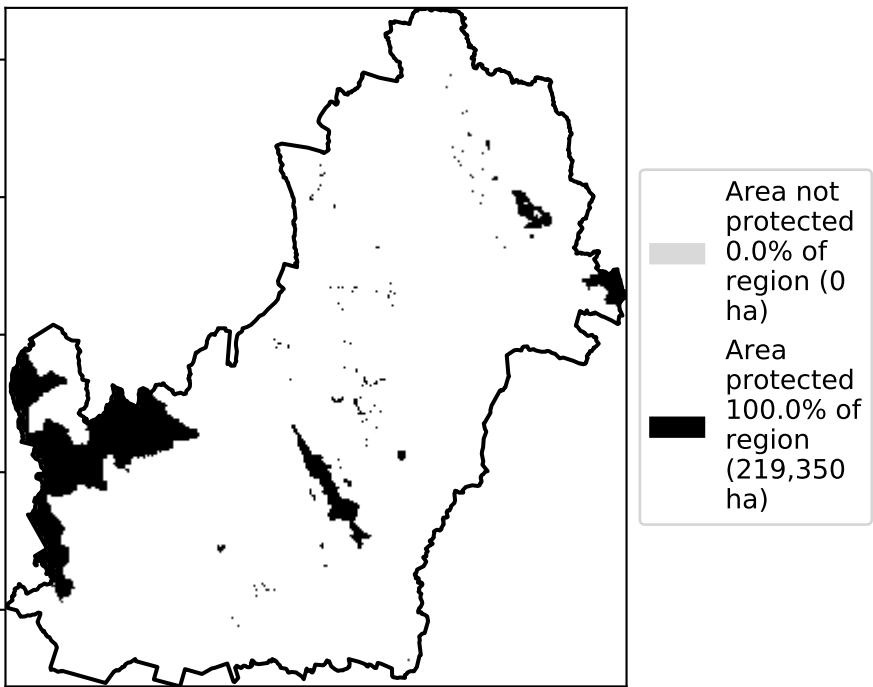 Area not
protected
0.0% of
region (0
ha)
Area
protected
100.0% of
region
(219,350
ha)